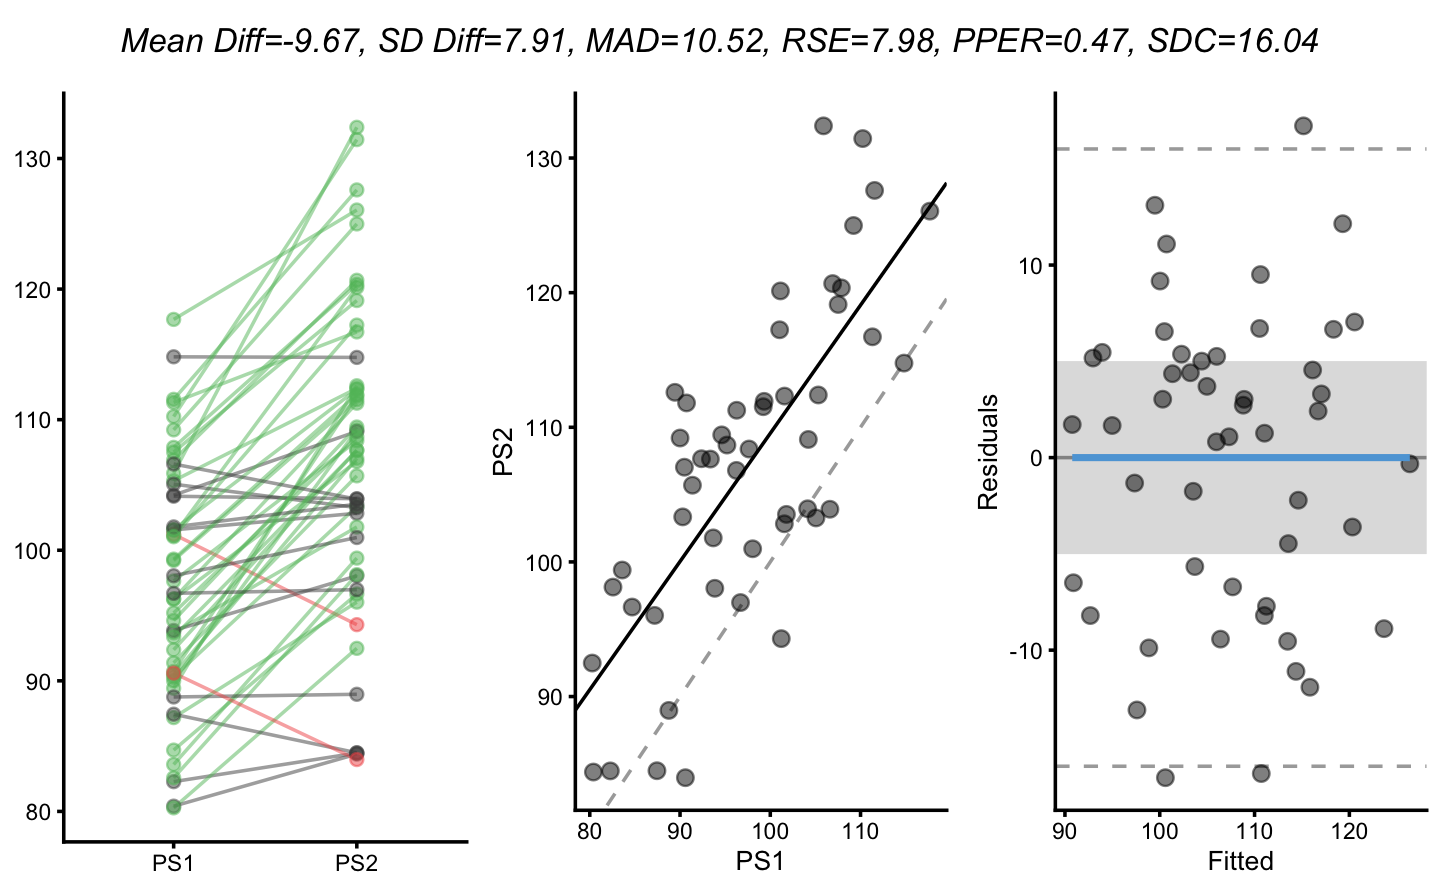 Mean Diff=-9.67, SD Diff=7.91, MAD=10.52, RSE=7.98, PPER=0.47, SDC=16.04
130
120
110
100
90
80
PS1 PS2
PS2
130
120
110
100
90
80 90 100 110
PS1
Residuals
10
0
-10
90 100 110 120
Fitted